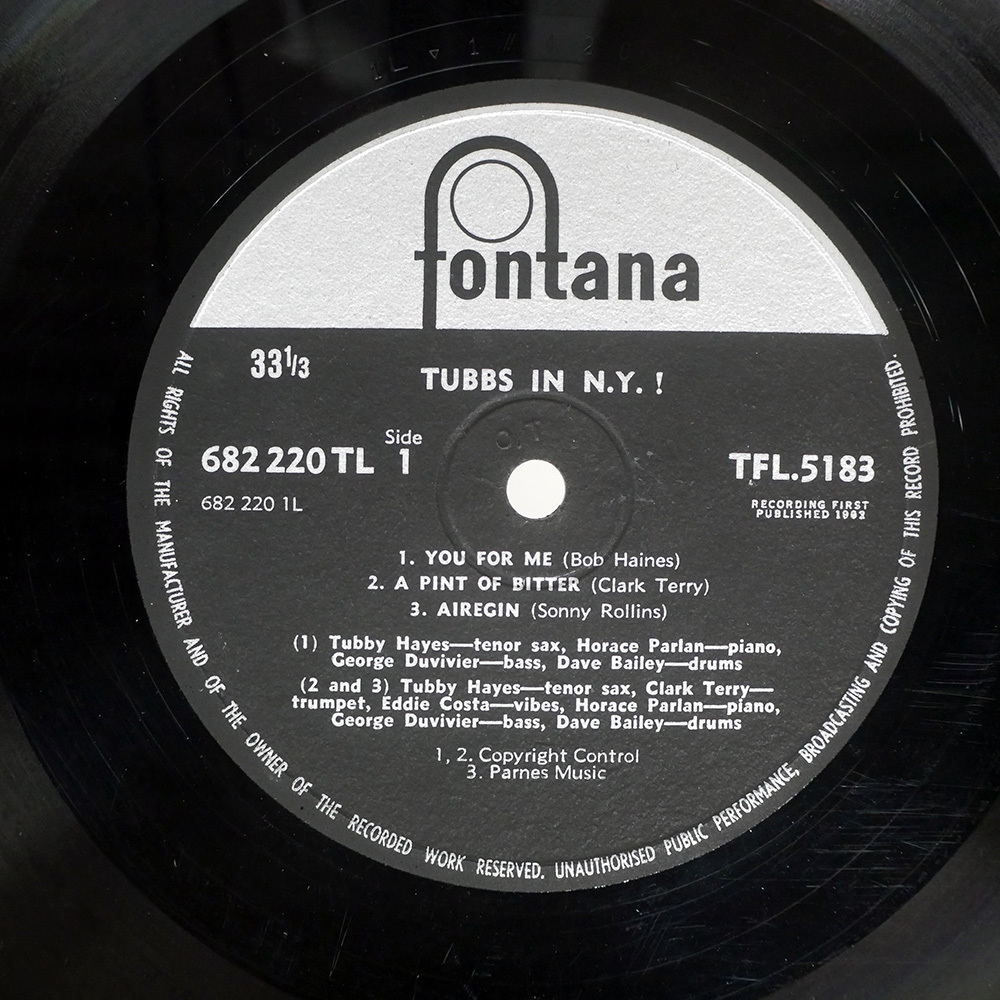 1L ▽ 1 // 1 2 0
fontana
33⅓
TUBBS IN N.Y. !
Side
682 220 TL 1
TFL.5183
682 220 1L
RECORDING FIRST
PUBLISHED
O.T
1. YOU FOR ME (Bob Haines)
2. A PINT OF BITTER (Clark Terry)
3. AIREGIN (Sonny Rollins)
(1) Tubby Hayes—tenor sax, Horace Parlan—piano,
George Duvivier—bass, Dave Bailey—drums
(2 and 3) Tubby Hayes—tenor sax, Clark Terry—
trumpet, Eddie Costa—vibes, Horace Parlan—piano,
George Duvivier—bass, Dave Bailey—drums
1, 2. Copyright Control
3. Parnes Music
ALL RIGHTS OF THE MANUFACTURER AND OF THE OWNER OF THE RECORDED WORK RESERVED. UNAUTHORISED PUBLIC PERFORMANCE, BROADCASTING AND COPYING OF THIS RECORD PROHIBITED.